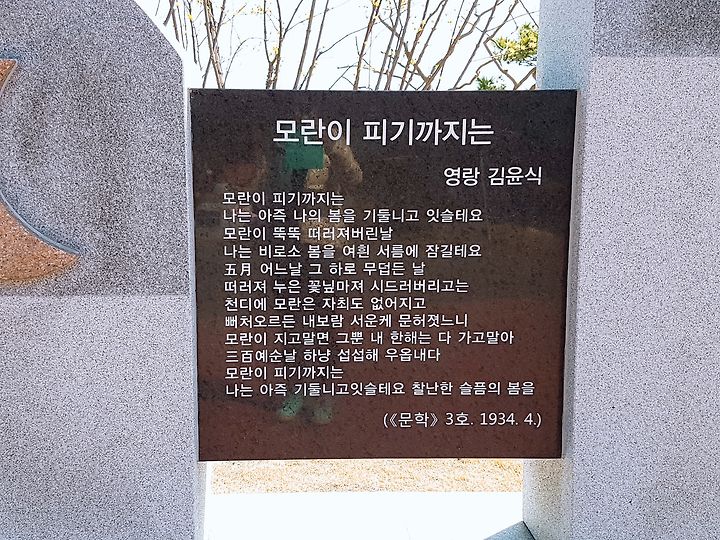 모란이 피기까지는
영랑 김윤식
모란이 피기까지는
나는 아즉 나의 봄을 기둘니고 잇슬테요
모란이 뚝뚝 떠러져버린날
나는 비로소 봄을 여흰 서름에 잠길테요
五月 어느날 그 하로 무덥든 날
떠러져 누은 꽃닢마져 시드러버리고는
천디에 모란은 자최도 없어지고
뻐처오르든 내보람 서운케 문허졋느니
모란이 지고말면 그뿐 내 한해는 다 가고말아
三百예순날 하냥 섭섭해 우옵내다
모란이 피기까지는
나는 아즉 기둘니고잇슬테요 찰난한 슬픔의 봄을
(《문학》 3호. 1934. 4.)